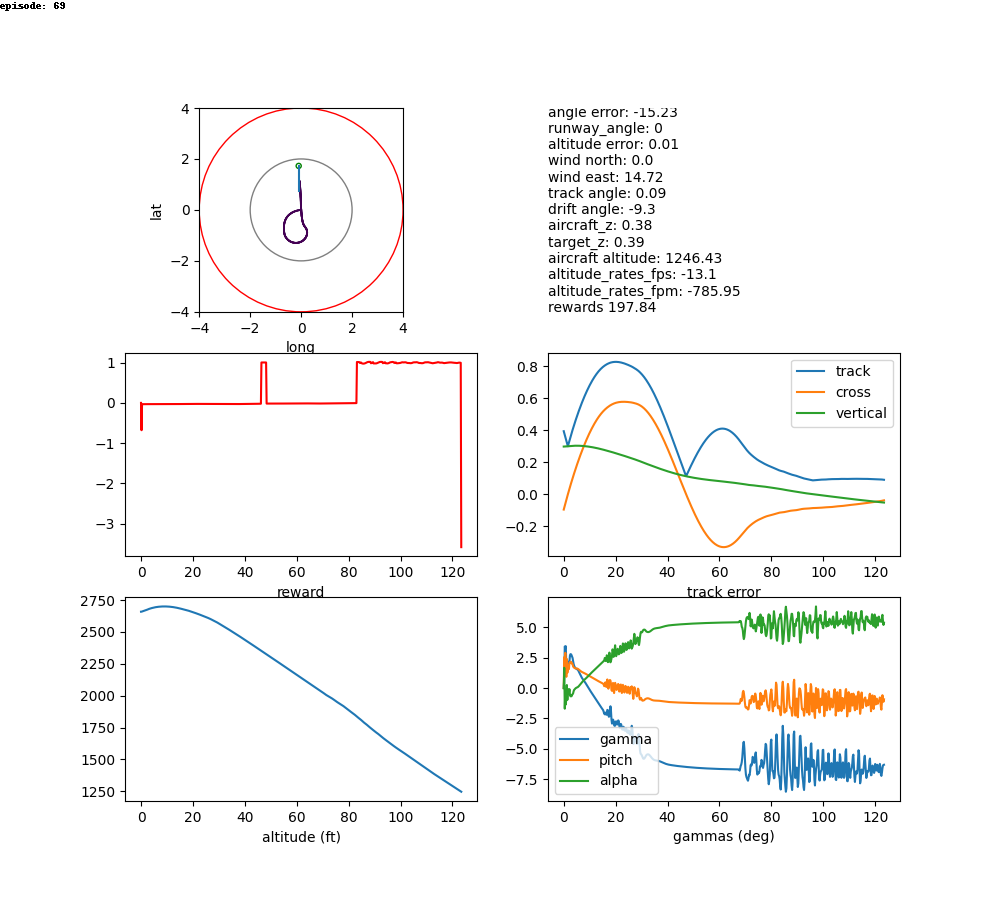 episode: 69
4
2
0
−2
−4
lat
−4 −2 0 2 4
long
angle error: -15.23
runway_angle: 0
altitude error: 0.01
wind north: 0.0
wind east: 14.72
track angle: 0.09
drift angle: -9.3
aircraft_z: 0.38
target_z: 0.39
aircraft altitude: 1246.43
altitude_rates_fps: -13.1
altitude_rates_fpm: -785.95
rewards 197.84
1
0
−1
−2
−3
0 20 40 60 80 100 120
reward
0.8
0.6
0.4
0.2
0.0
−0.2
track
cross
vertical
0 20 40 60 80 100 120
track error
2750
2500
2250
2000
1750
1500
1250
0 20 40 60 80 100 120
altitude (ft)
5.0
2.5
0.0
−2.5
−5.0
−7.5
gamma
pitch
alpha
0 20 40 60 80 100 120
gammas (deg)